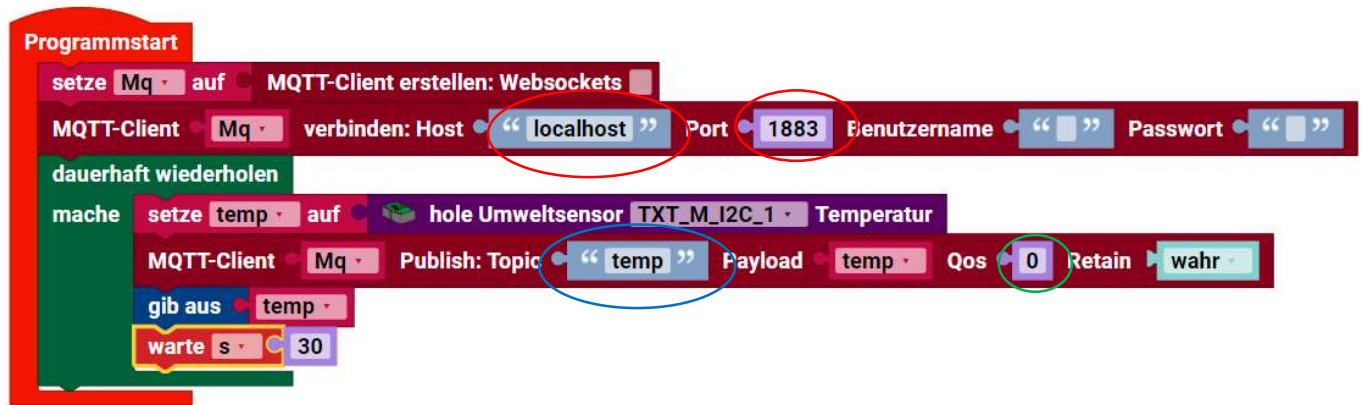 Programmstart
setze Mq auf MQTT-Client erstellen: Websockets
MQTT-Client Mq verbinden: Host “ localhost ” Port 1883 Benutzername “ ” Passwort “ ”
dauerhaft wiederholen
mache setze temp auf hole Umweltsensor TXT_M_I2C_1 Temperatur
MQTT-Client Mq Publish: Topic “ temp ” Payload temp Qos 0 Retain wahr
gib aus temp
warte s 30